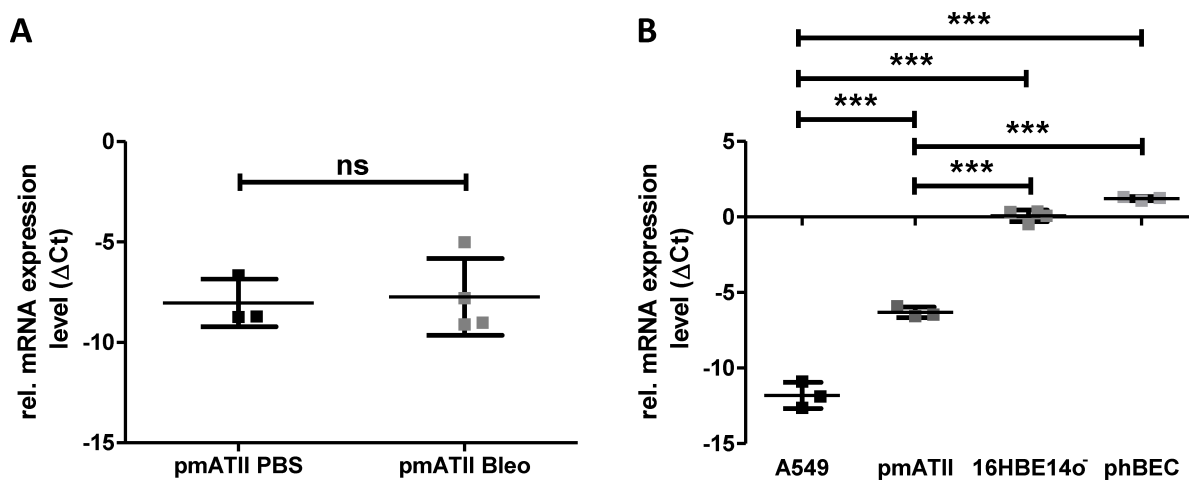 A
rel. mRNA expression
level (ΔCt)
0
-5
-10
-15
ns
pmATII PBS
pmATII Bleo
B
rel. mRNA expression
level (ΔCt)
5
0
-5
-10
-15
***
***
***
***
***
A549
pmATII
16HBE14o⁻
phBEC